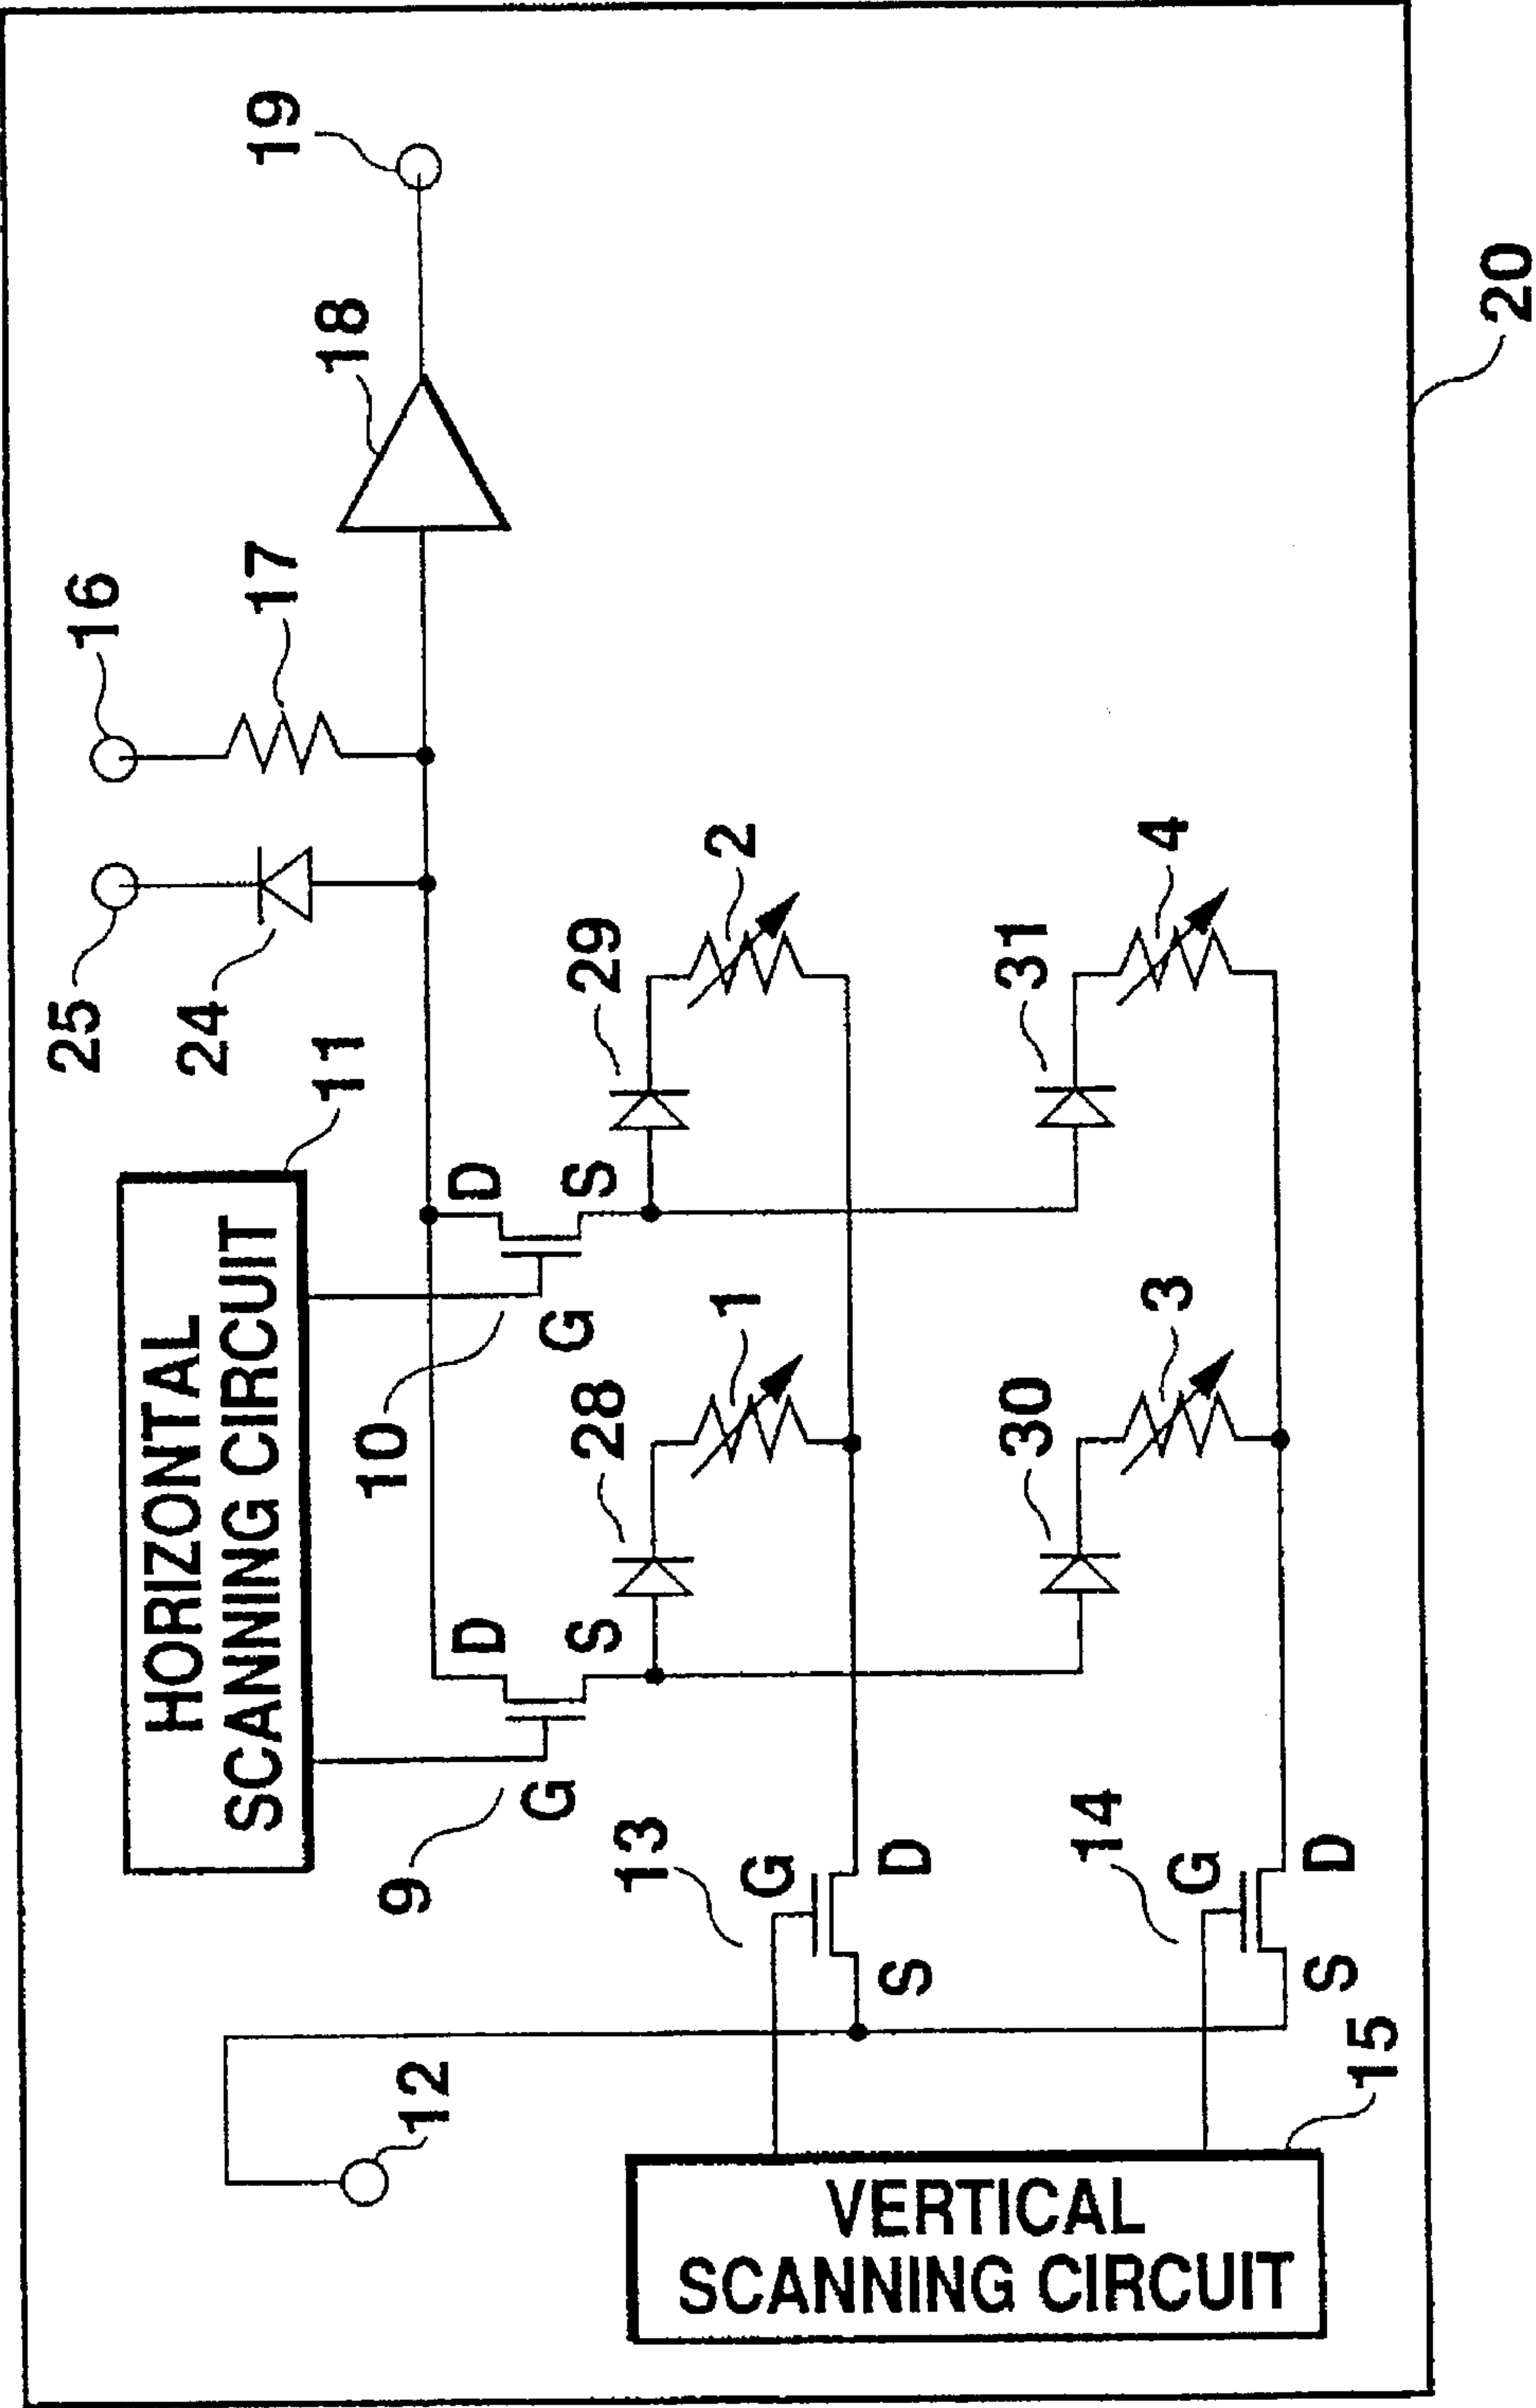 HORIZONTAL
SCANNING CIRCUIT
11
25
24
16
17
18
19
9
G
D
S
10
G
D
S
28
1
29
2
12
13
G
S
D
30
3
31
4
14
G
S
D
VERTICAL
SCANNING CIRCUIT
15
20